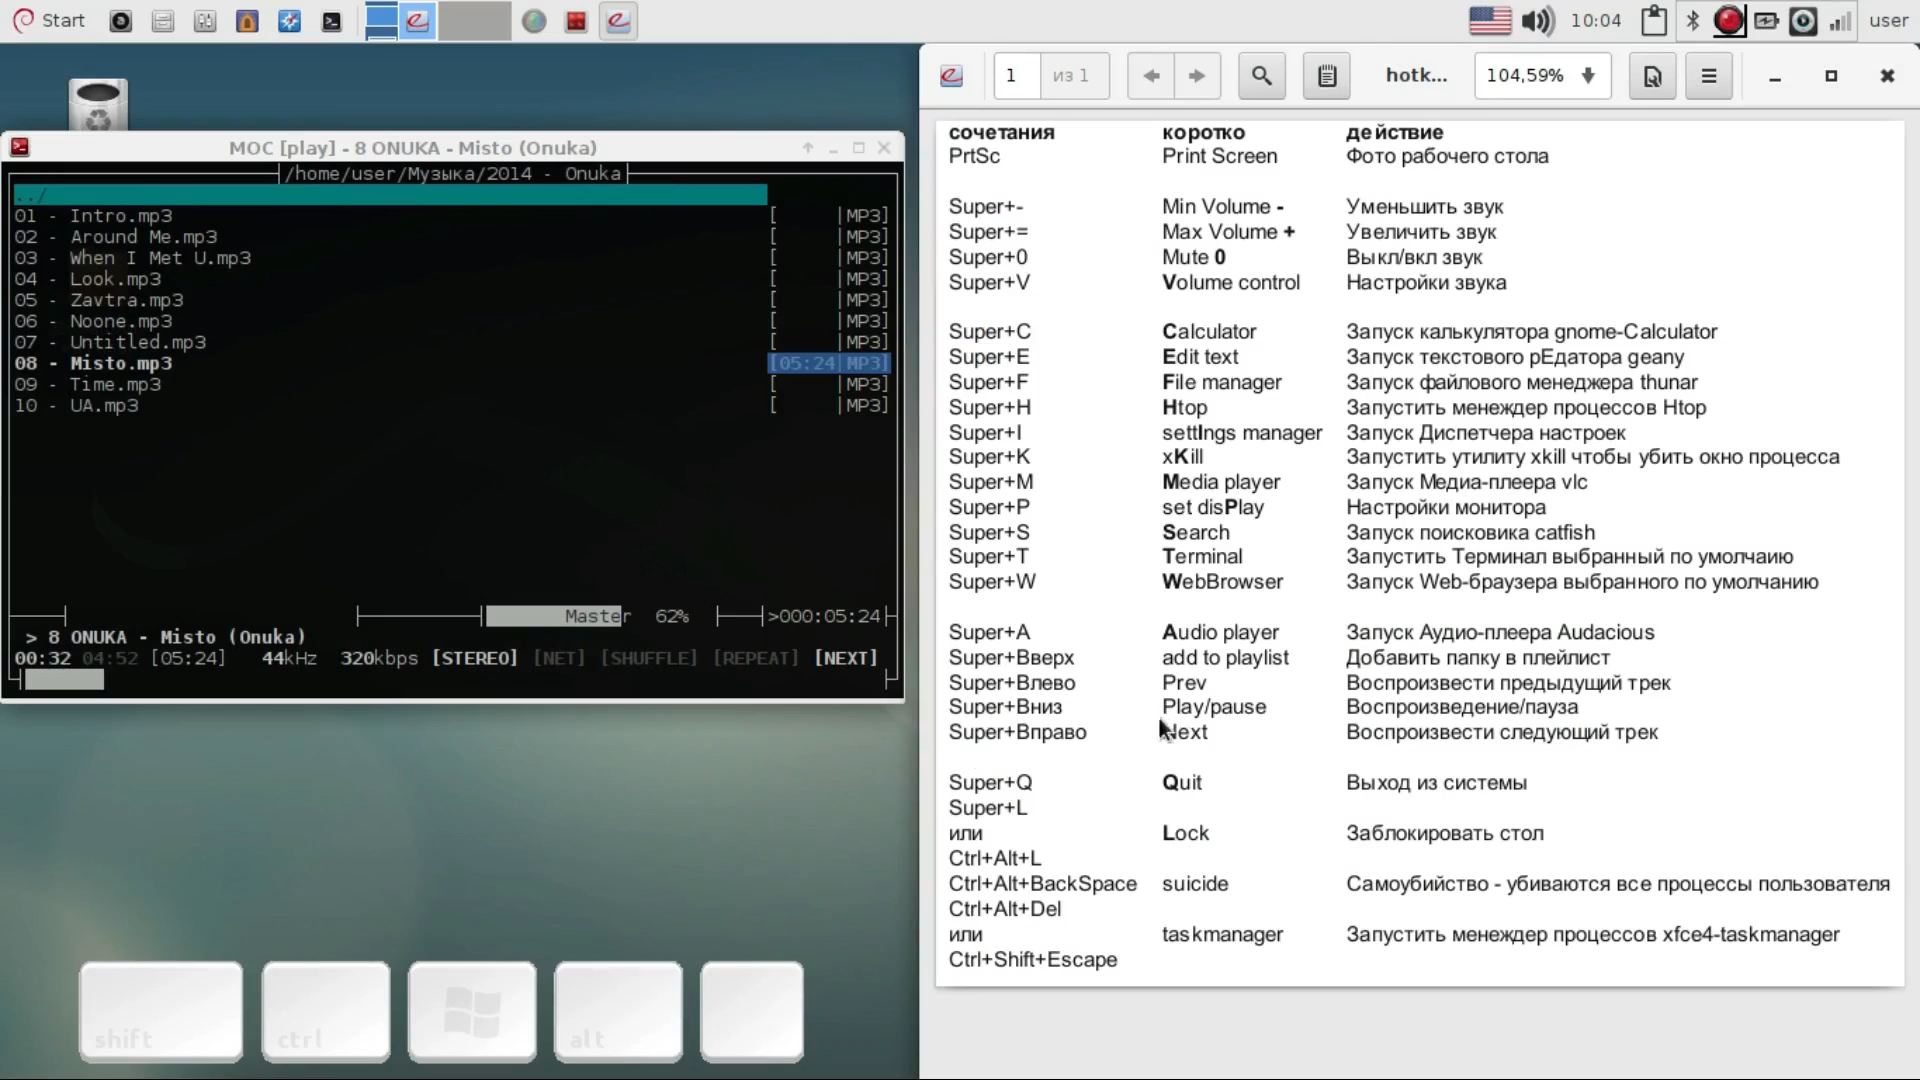 Start
10:04
user
MOC [play] - 8 ONUKA - Misto (Onuka)
/home/user/Музыка/2014 - Onuka
../
01 - Intro.mp3 [ |MP3]
02 - Around Me.mp3 [ |MP3]
03 - When I Met U.mp3 [ |MP3]
04 - Look.mp3 [ |MP3]
05 - Zavtra.mp3 [ |MP3]
06 - Noone.mp3 [ |MP3]
07 - Untitled.mp3 [ |MP3]
08 - Misto.mp3 [05:24|MP3]
09 - Time.mp3 [ |MP3]
10 - UA.mp3 [ |MP3]
Master 62% >000:05:24
> 8 ONUKA - Misto (Onuka)
00:32 04:52 [05:24] 44kHz 320kbps [STEREO] [NET] [SHUFFLE] [REPEAT] [NEXT]
shift ctrl alt
1 из 1 hotk... 104,59%
сочетания коротко действие
PrtSc Print Screen Фото рабочего стола
Super+- Min Volume - Уменьшить звук
Super+= Max Volume + Увеличить звук
Super+0 Mute 0 Выкл/вкл звук
Super+V Volume control Настройки звука
Super+C Calculator Запуск калькулятора gnome-Calculator
Super+E Edit text Запуск текстового рЕдатора geany
Super+F File manager Запуск файлового менеджера thunar
Super+H Htop Запустить менеждер процессов Htop
Super+I settIngs manager Запуск Диспетчера настроек
Super+K xKill Запустить утилиту xkill чтобы убить окно процесса
Super+M Media player Запуск Медиа-плеера vlc
Super+P set disPlay Настройки монитора
Super+S Search Запуск поисковика catfish
Super+T Terminal Запустить Терминал выбранный по умолчаию
Super+W WebBrowser Запуск Web-браузера выбранного по умолчанию
Super+A Audio player Запуск Аудио-плеера Audacious
Super+Вверх add to playlist Добавить папку в плейлист
Super+Влево Prev Воспроизвести предыдущий трек
Super+Вниз Play/pause Воспроизведение/пауза
Super+Вправо Next Воспроизвести следующий трек
Super+Q Quit Выход из системы
Super+L
или Lock Заблокировать стол
Ctrl+Alt+L
Ctrl+Alt+BackSpace suicide Самоубийство - убиваются все процессы пользователя
Ctrl+Alt+Del
или taskmanager Запустить менеждер процессов xfce4-taskmanager
Ctrl+Shift+Escape